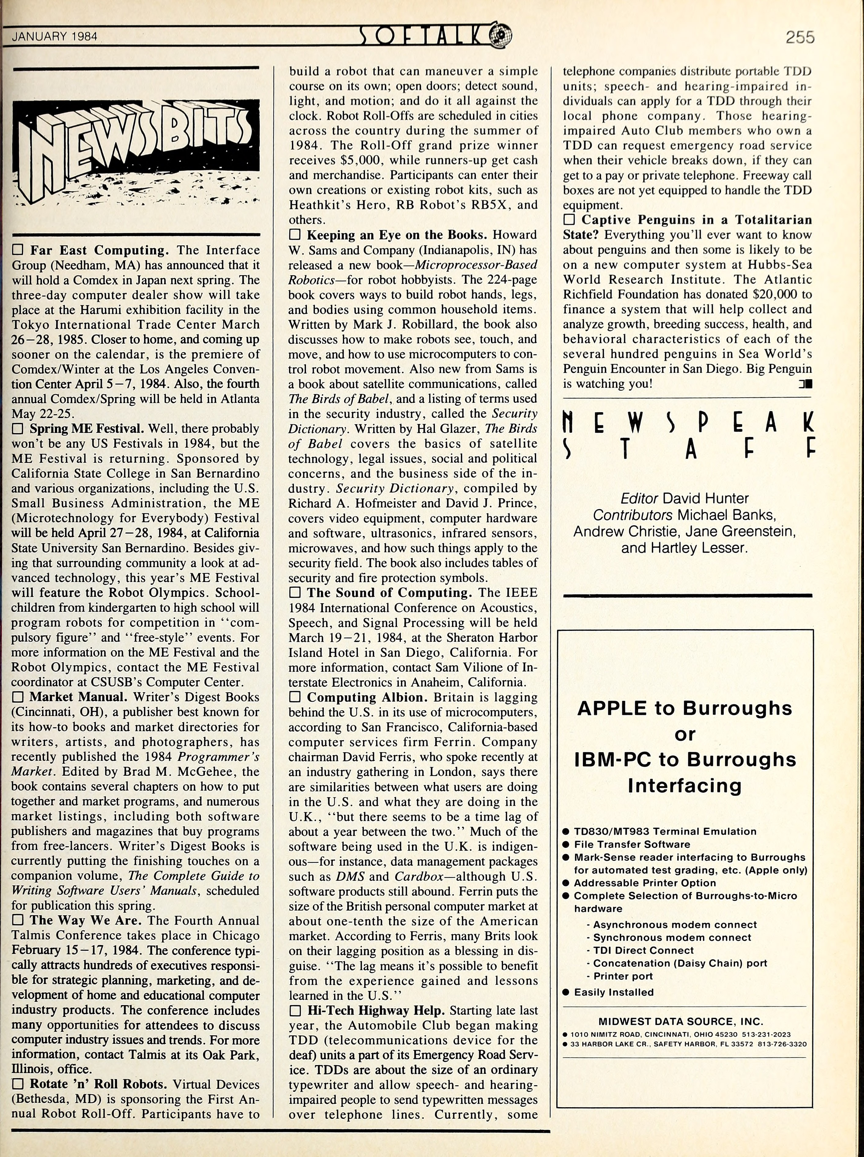 JANUARY 1984
SOFTALK
255
NEWSBITS
☐ Far East Computing. The Interface
Group (Needham, MA) has announced that it
will hold a Comdex in Japan next spring. The
three-day computer dealer show will take
place at the Harumi exhibition facility in the
Tokyo International Trade Center March
26–28, 1985. Closer to home, and coming up
sooner on the calendar, is the premiere of
Comdex/Winter at the Los Angeles Conven-
tion Center April 5–7, 1984. Also, the fourth
annual Comdex/Spring will be held in Atlanta
May 22-25.
☐ Spring ME Festival. Well, there probably
won't be any US Festivals in 1984, but the
ME Festival is returning. Sponsored by
California State College in San Bernardino
and various organizations, including the U.S.
Small Business Administration, the ME
(Microtechnology for Everybody) Festival
will be held April 27–28, 1984, at California
State University San Bernardino. Besides giv-
ing that surrounding community a look at ad-
vanced technology, this year's ME Festival
will feature the Robot Olympics. School-
children from kindergarten to high school will
program robots for competition in ‘‘com-
pulsory figure’’ and ‘‘free-style’’ events. For
more information on the ME Festival and the
Robot Olympics, contact the ME Festival
coordinator at CSUSB's Computer Center.
☐ Market Manual. Writer's Digest Books
(Cincinnati, OH), a publisher best known for
its how-to books and market directories for
writers, artists, and photographers, has
recently published the 1984 Programmer's
Market. Edited by Brad M. McGehee, the
book contains several chapters on how to put
together and market programs, and numerous
market listings, including both software
publishers and magazines that buy programs
from free-lancers. Writer's Digest Books is
currently putting the finishing touches on a
companion volume, The Complete Guide to
Writing Software Users' Manuals, scheduled
for publication this spring.
☐ The Way We Are. The Fourth Annual
Talmis Conference takes place in Chicago
February 15–17, 1984. The conference typi-
cally attracts hundreds of executives responsi-
ble for strategic planning, marketing, and de-
velopment of home and educational computer
industry products. The conference includes
many opportunities for attendees to discuss
computer industry issues and trends. For more
information, contact Talmis at its Oak Park,
Illinois, office.
☐ Rotate 'n' Roll Robots. Virtual Devices
(Bethesda, MD) is sponsoring the First An-
nual Robot Roll-Off. Participants have to
build a robot that can maneuver a simple
course on its own; open doors; detect sound,
light, and motion; and do it all against the
clock. Robot Roll-Offs are scheduled in cities
across the country during the summer of
1984. The Roll-Off grand prize winner
receives $5,000, while runners-up get cash
and merchandise. Participants can enter their
own creations or existing robot kits, such as
Heathkit's Hero, RB Robot's RB5X, and
others.
☐ Keeping an Eye on the Books. Howard
W. Sams and Company (Indianapolis, IN) has
released a new book—Microprocessor-Based
Robotics—for robot hobbyists. The 224-page
book covers ways to build robot hands, legs,
and bodies using common household items.
Written by Mark J. Robillard, the book also
discusses how to make robots see, touch, and
move, and how to use microcomputers to con-
trol robot movement. Also new from Sams is
a book about satellite communications, called
The Birds of Babel, and a listing of terms used
in the security industry, called the Security
Dictionary. Written by Hal Glazer, The Birds
of Babel covers the basics of satellite
technology, legal issues, social and political
concerns, and the business side of the in-
dustry. Security Dictionary, compiled by
Richard A. Hofmeister and David J. Prince,
covers video equipment, computer hardware
and software, ultrasonics, infrared sensors,
microwaves, and how such things apply to the
security field. The book also includes tables of
security and fire protection symbols.
☐ The Sound of Computing. The IEEE
1984 International Conference on Acoustics,
Speech, and Signal Processing will be held
March 19–21, 1984, at the Sheraton Harbor
Island Hotel in San Diego, California. For
more information, contact Sam Vilione of In-
terstate Electronics in Anaheim, California.
☐ Computing Albion. Britain is lagging
behind the U.S. in its use of microcomputers,
according to San Francisco, California-based
computer services firm Ferrin. Company
chairman David Ferris, who spoke recently at
an industry gathering in London, says there
are similarities between what users are doing
in the U.S. and what they are doing in the
U.K., ‘‘but there seems to be a time lag of
about a year between the two.’’ Much of the
software being used in the U.K. is indigen-
ous—for instance, data management packages
such as DMS and Cardbox—although U.S.
software products still abound. Ferrin puts the
size of the British personal computer market at
about one-tenth the size of the American
market. According to Ferris, many Brits look
on their lagging position as a blessing in dis-
guise. ‘‘The lag means it's possible to benefit
from the experience gained and lessons
learned in the U.S.’’
☐ Hi-Tech Highway Help. Starting late last
year, the Automobile Club began making
TDD (telecommunications device for the
deaf) units a part of its Emergency Road Serv-
ice. TDDs are about the size of an ordinary
typewriter and allow speech- and hearing-
impaired people to send typewritten messages
over telephone lines. Currently, some
telephone companies distribute portable TDD
units; speech- and hearing-impaired in-
dividuals can apply for a TDD through their
local phone company. Those hearing-
impaired Auto Club members who own a
TDD can request emergency road service
when their vehicle breaks down, if they can
get to a pay or private telephone. Freeway call
boxes are not yet equipped to handle the TDD
equipment.
☐ Captive Penguins in a Totalitarian
State? Everything you'll ever want to know
about penguins and then some is likely to be
on a new computer system at Hubbs-Sea
World Research Institute. The Atlantic
Richfield Foundation has donated $20,000 to
finance a system that will help collect and
analyze growth, breeding success, health, and
behavioral characteristics of each of the
several hundred penguins in Sea World's
Penguin Encounter in San Diego. Big Penguin
is watching you!
NEWSPEAK
STAFF
Editor David Hunter
Contributors Michael Banks,
Andrew Christie, Jane Greenstein,
and Hartley Lesser.
APPLE to Burroughs
or
IBM-PC to Burroughs
Interfacing
● TD830/MT983 Terminal Emulation
● File Transfer Software
● Mark-Sense reader interfacing to Burroughs
for automated test grading, etc. (Apple only)
● Addressable Printer Option
● Complete Selection of Burroughs-to-Micro
hardware
- Asynchronous modem connect
- Synchronous modem connect
- TDI Direct Connect
- Concatenation (Daisy Chain) port
- Printer port
● Easily Installed
MIDWEST DATA SOURCE, INC.
● 1010 NIMITZ ROAD, CINCINNATI, OHIO 45230 513-231-2023
● 33 HARBOR LAKE CR., SAFETY HARBOR, FL 33572 813-726-3320